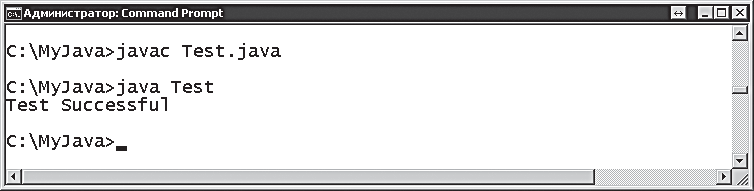 Администратор: Command Prompt
C:\MyJava>javac Test.java
C:\MyJava>java Test
Test Successful
C:\MyJava>_